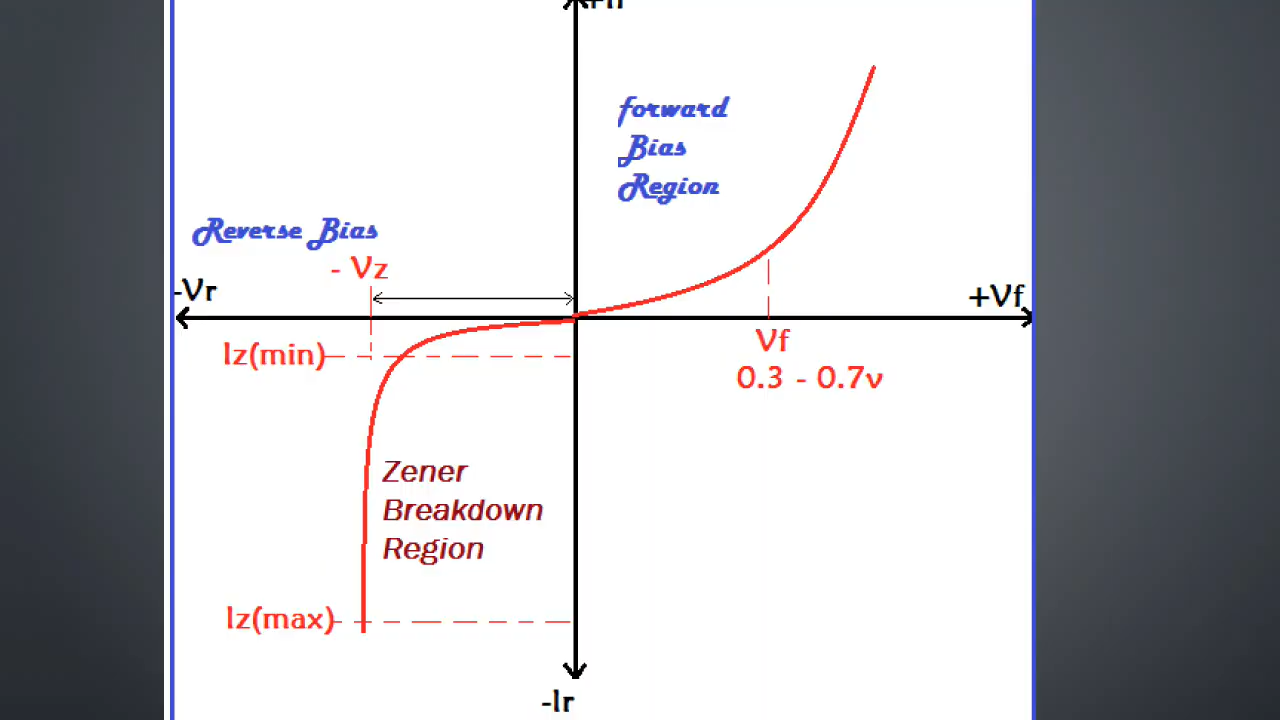 forward
Bias
Region
Reverse Bias
- Vz
-Vr
+Vf
Iz(min)
Vf
0.3 - 0.7v
Zener
Breakdown
Region
Iz(max)
-Ir